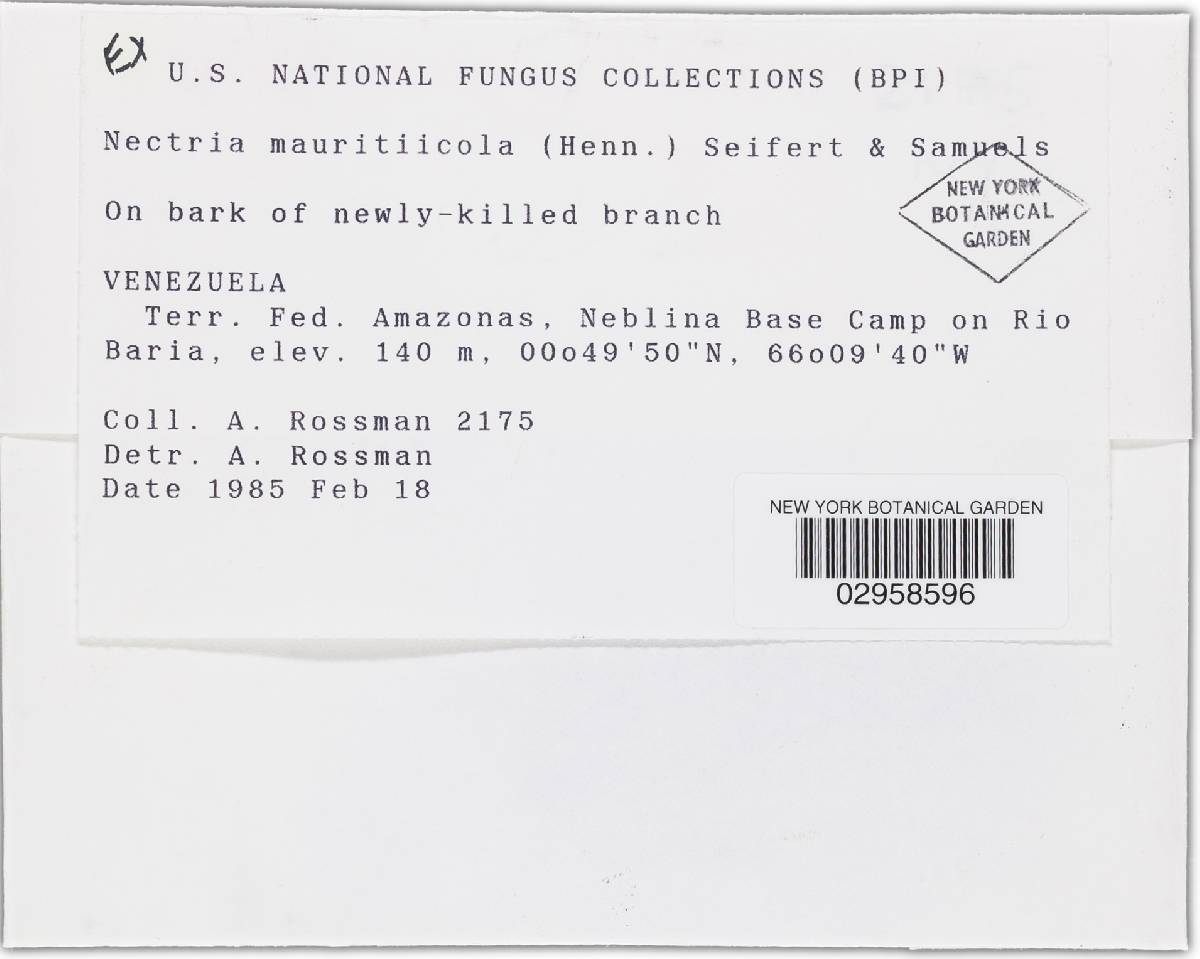 Ex
U.S. NATIONAL FUNGUS COLLECTIONS (BPI)
Nectria mauritiicola (Henn.) Seifert & Samuels
NEW YORK
BOTANICAL
GARDEN
On bark of newly-killed branch
VENEZUELA
Terr. Fed. Amazonas, Neblina Base Camp on Rio
Baria, elev. 140 m, 00o49'50"N, 66o09'40"W
Coll. A. Rossman 2175
Detr. A. Rossman
Date 1985 Feb 18
NEW YORK BOTANICAL GARDEN
02958596